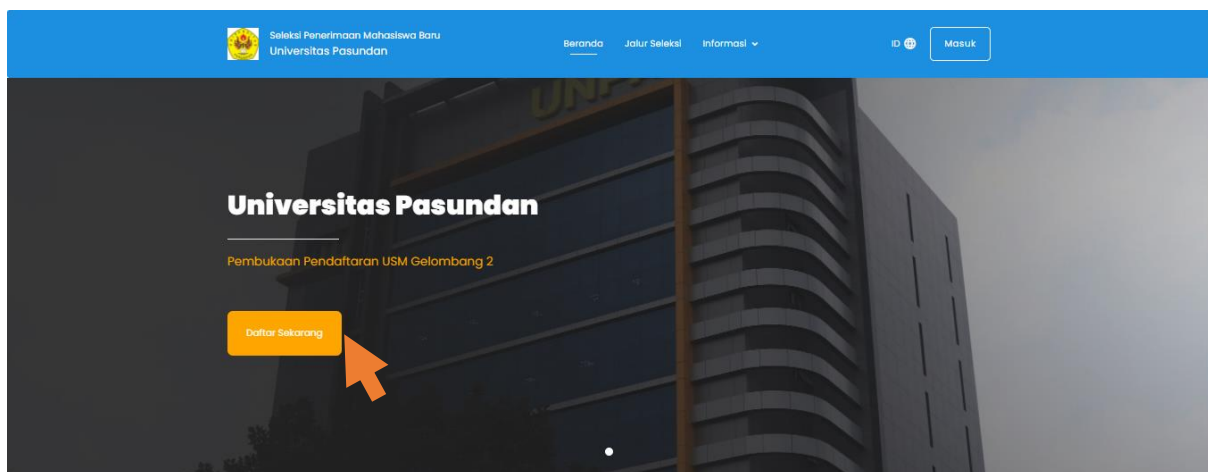 Seleksi Penerimaan Mahasiswa Baru
Universitas Pasundan
Beranda Jalur Seleksi Informasi
ID
Masuk
Universitas Pasundan
Pembukaan Pendaftaran USM Gelombang 2
Daftar Sekarang